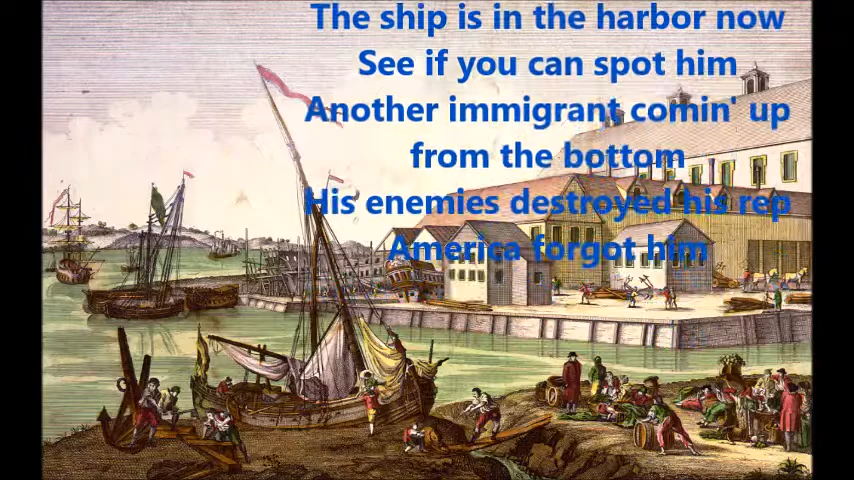 The ship is in the harbor now
See if you can spot him
Another immigrant comin' up
from the bottom
His enemies destroyed his rep
America forgot him